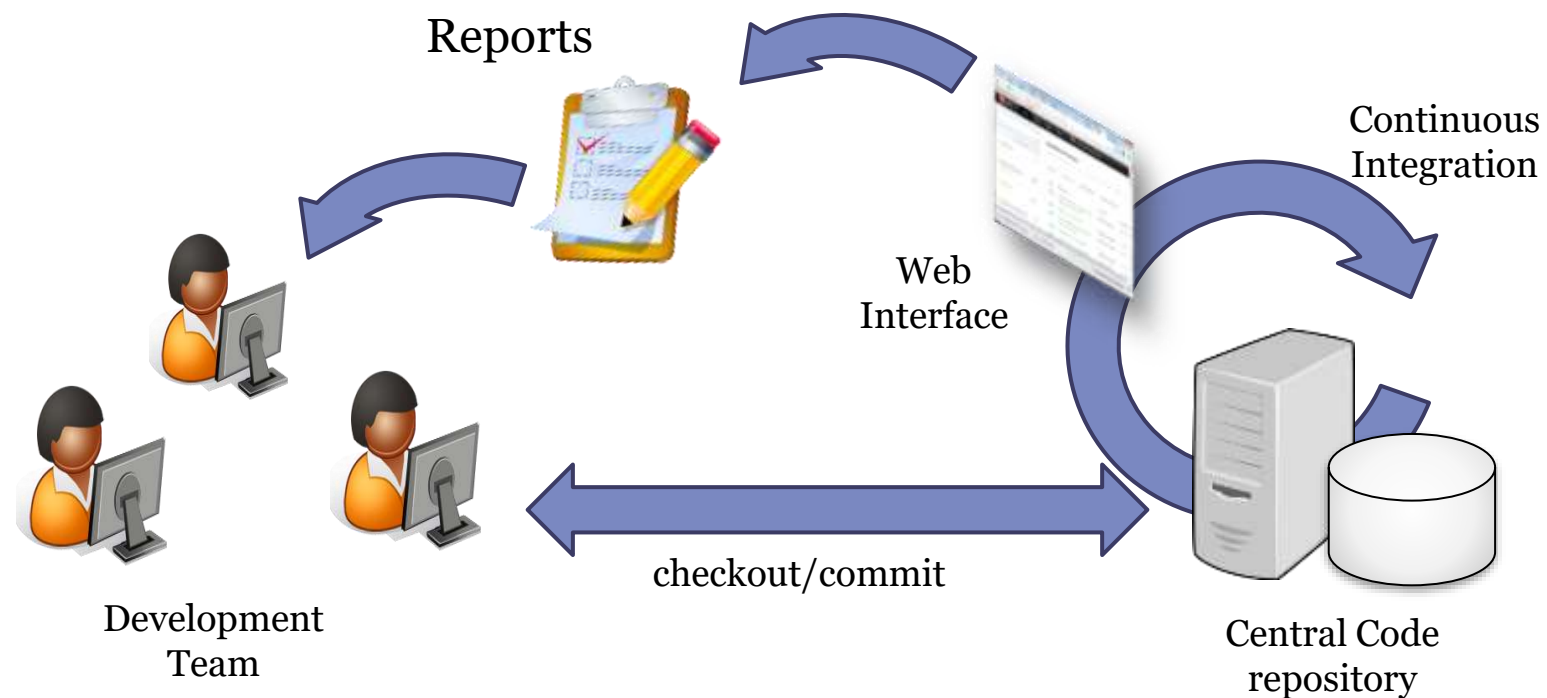 Reports
Continuous
Integration
Web
Interface
checkout/commit
Development
Team
Central Code
repository